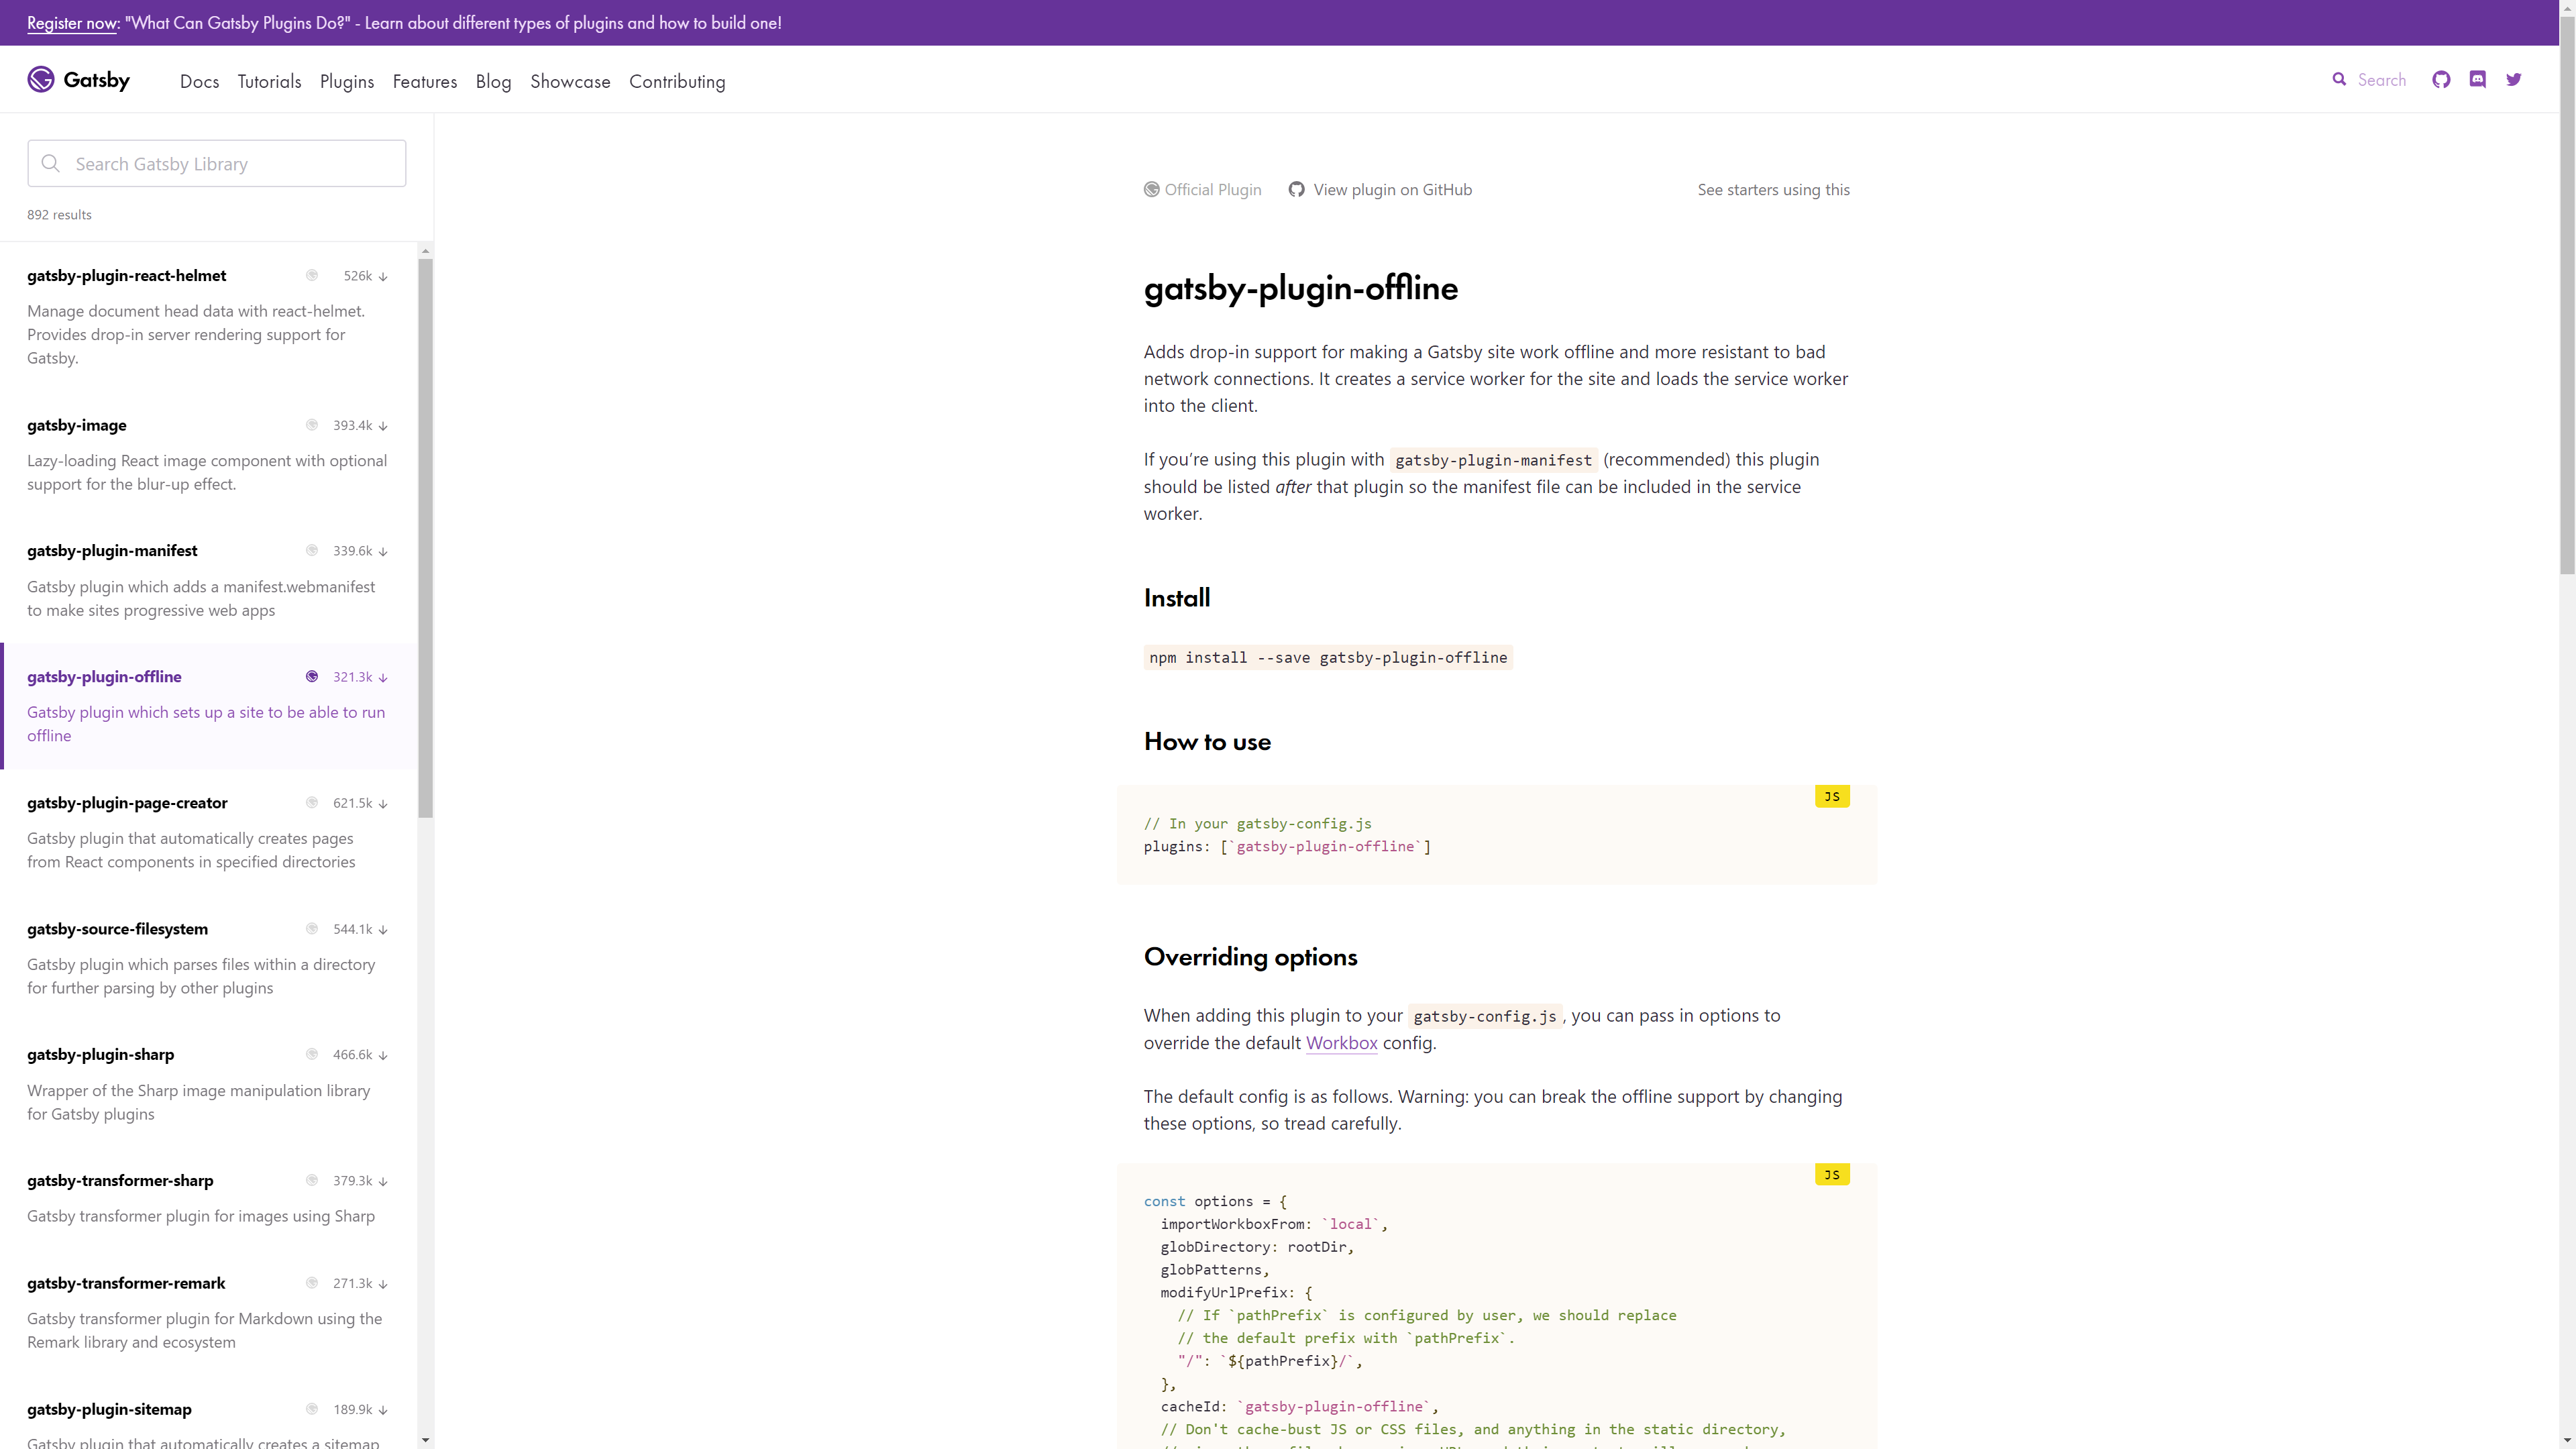 Register now: "What Can Gatsby Plugins Do?" - Learn about different types of plugins and how to build one!
Gatsby
Docs
Tutorials
Plugins
Features
Blog
Showcase
Contributing
Search
Search Gatsby Library
892 results
gatsby-plugin-react-helmet
526k ↓
Manage document head data with react-helmet.
Provides drop-in server rendering support for
Gatsby.
gatsby-image
393.4k ↓
Lazy-loading React image component with optional
support for the blur-up effect.
gatsby-plugin-manifest
339.6k ↓
Gatsby plugin which adds a manifest.webmanifest
to make sites progressive web apps
gatsby-plugin-offline
321.3k ↓
Gatsby plugin which sets up a site to be able to run
offline
gatsby-plugin-page-creator
621.5k ↓
Gatsby plugin that automatically creates pages
from React components in specified directories
gatsby-source-filesystem
544.1k ↓
Gatsby plugin which parses files within a directory
for further parsing by other plugins
gatsby-plugin-sharp
466.6k ↓
Wrapper of the Sharp image manipulation library
for Gatsby plugins
gatsby-transformer-sharp
379.3k ↓
Gatsby transformer plugin for images using Sharp
gatsby-transformer-remark
271.3k ↓
Gatsby transformer plugin for Markdown using the
Remark library and ecosystem
gatsby-plugin-sitemap
189.9k ↓
Gatsby plugin that automatically creates a sitemap
Official Plugin
View plugin on GitHub
See starters using this
gatsby-plugin-offline
Adds drop-in support for making a Gatsby site work offline and more resistant to bad
network connections. It creates a service worker for the site and loads the service worker
into the client.
If you’re using this plugin with gatsby-plugin-manifest (recommended) this plugin
should be listed after that plugin so the manifest file can be included in the service
worker.
Install
npm install --save gatsby-plugin-offline
How to use
JS
// In your gatsby-config.js
plugins: [`gatsby-plugin-offline`]
Overriding options
When adding this plugin to your gatsby-config.js, you can pass in options to
override the default Workbox config.
The default config is as follows. Warning: you can break the offline support by changing
these options, so tread carefully.
JS
const options = {
  importWorkboxFrom: `local`,
  globDirectory: rootDir,
  globPatterns,
  modifyUrlPrefix: {
    // If `pathPrefix` is configured by user, we should replace
    // the default prefix with `pathPrefix`.
    "/": `${pathPrefix}/`,
  },
  cacheId: `gatsby-plugin-offline`,
  // Don't cache-bust JS or CSS files, and anything in the static directory,